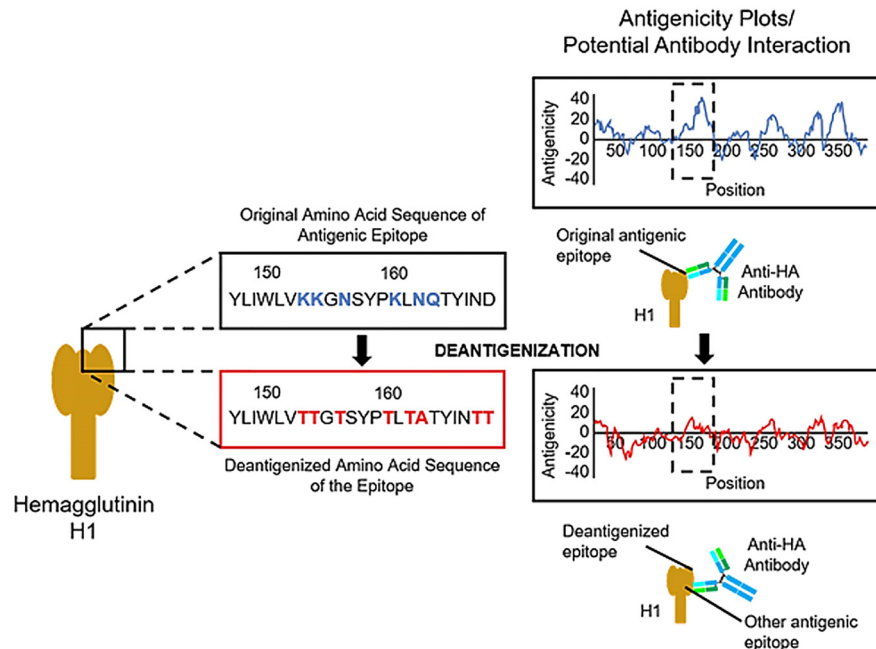 Antigenicity Plots/
Potential Antibody Interaction
40
20
0
-20
-40
Antigenicity
50 100 150 200 250 300 350
Position
Original Amino Acid Sequence of
Antigenic Epitope
150 160
YLIWLVKKGNSYPKLNQTYIND
Original antigenic
epitope
H1
Anti-HA
Antibody
DEANTIGENIZATION
150 160
YLIWLVTTGTSYPTLTATYINTT
Deantigenized Amino Acid Sequence
of the Epitope
Hemagglutinin
H1
40
20
0
-20
-40
Antigenicity
50 100 150 200 250 300 350
Position
Deantigenized
epitope
Anti-HA
Antibody
H1
Other antigenic
epitope